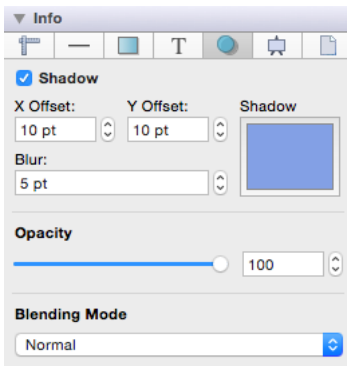 Info
T
Shadow
X Offset: Y Offset: Shadow
10 pt 10 pt
Blur:
5 pt
Opacity
100
Blending Mode
Normal